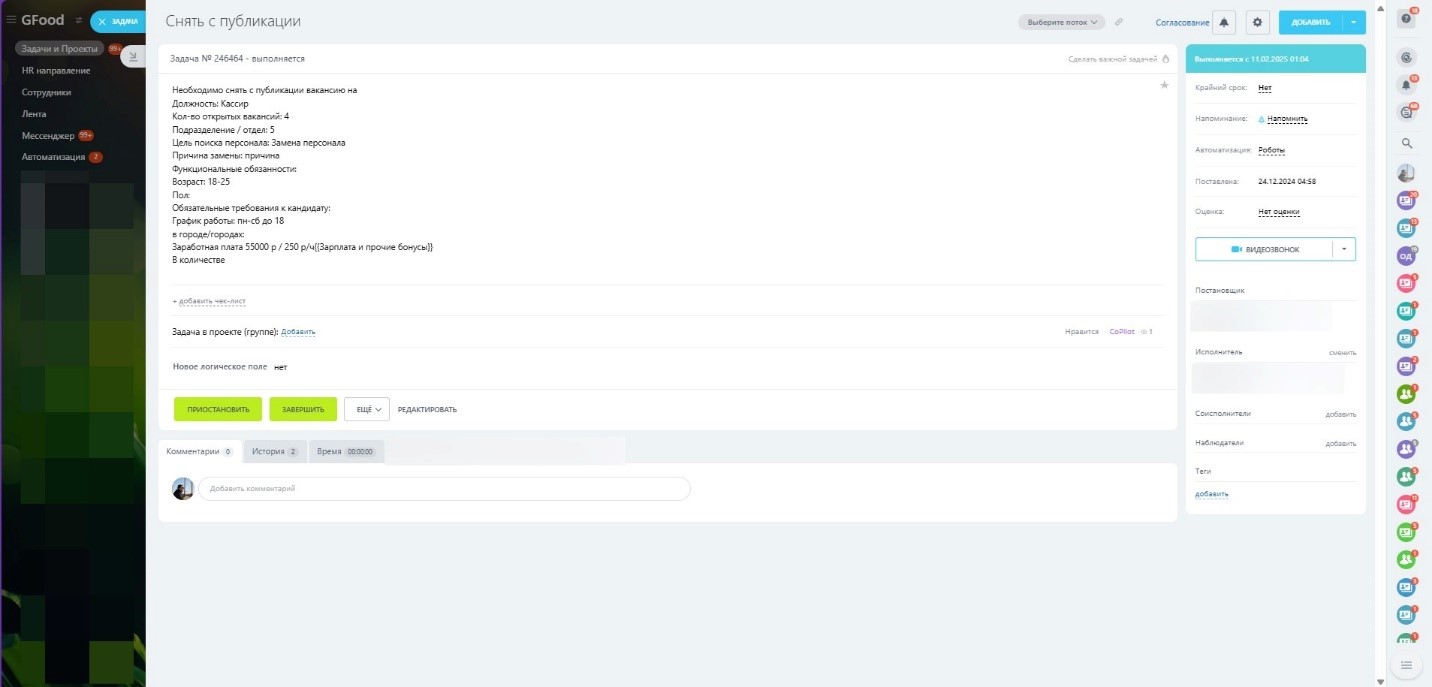 GFood
ЗАДАЧА
Задачи и Проекты 99+
HR направление
Сотрудники
Лента
Мессенджер 99+
Автоматизация 2
Снять с публикации
Выберите поток
Согласование
ДОБАВИТЬ
Задача № 246464 - выполняется
Сделать важной задачей
Необходимо снять с публикации вакансию на
Должность: Кассир
Кол-во открытых вакансий: 4
Подразделение / отдел: 5
Цель поиска персонала: Замена персонала
Причина замены: причина
Функциональные обязанности:
Возраст: 18-25
Пол:
Обязательные требования к кандидату:
График работы: пн-сб до 18
в городе/городах:
Заработная плата 55000 р / 250 р/ч{{Зарплата и прочие бонусы}}
В количестве
+ добавить чек-лист
Задача в проекте (группе): Добавить
Нравится CoPilot 1
Новое логическое поле нет
ПРИОСТАНОВИТЬ
ЗАВЕРШИТЬ
ЕЩЁ
РЕДАКТИРОВАТЬ
Комментарии 0
История 2
Время 00:00:00
Добавить комментарий
Выполняется с 11.02.2025 01:04
Крайний срок: Нет
Напоминание: Напомнить
Автоматизация: Роботы
Поставлена: 24.12.2024 04:58
Оценка: Нет оценки
ВИДЕОЗВОНОК
Постановщик
Исполнитель сменить
Соисполнители добавить
Наблюдатели добавить
Теги
добавить
ОД